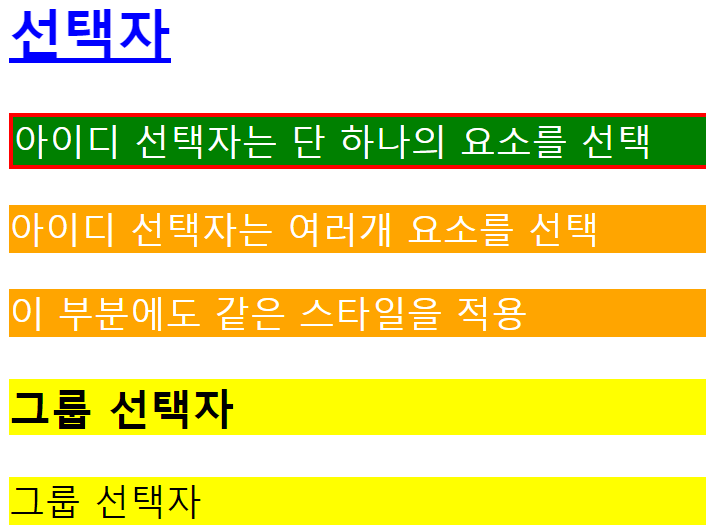 선택자
아이디 선택자는 단 하나의 요소를 선택
아이디 선택자는 여러개 요소를 선택
이 부분에도 같은 스타일을 적용
그룹 선택자
그룹 선택자